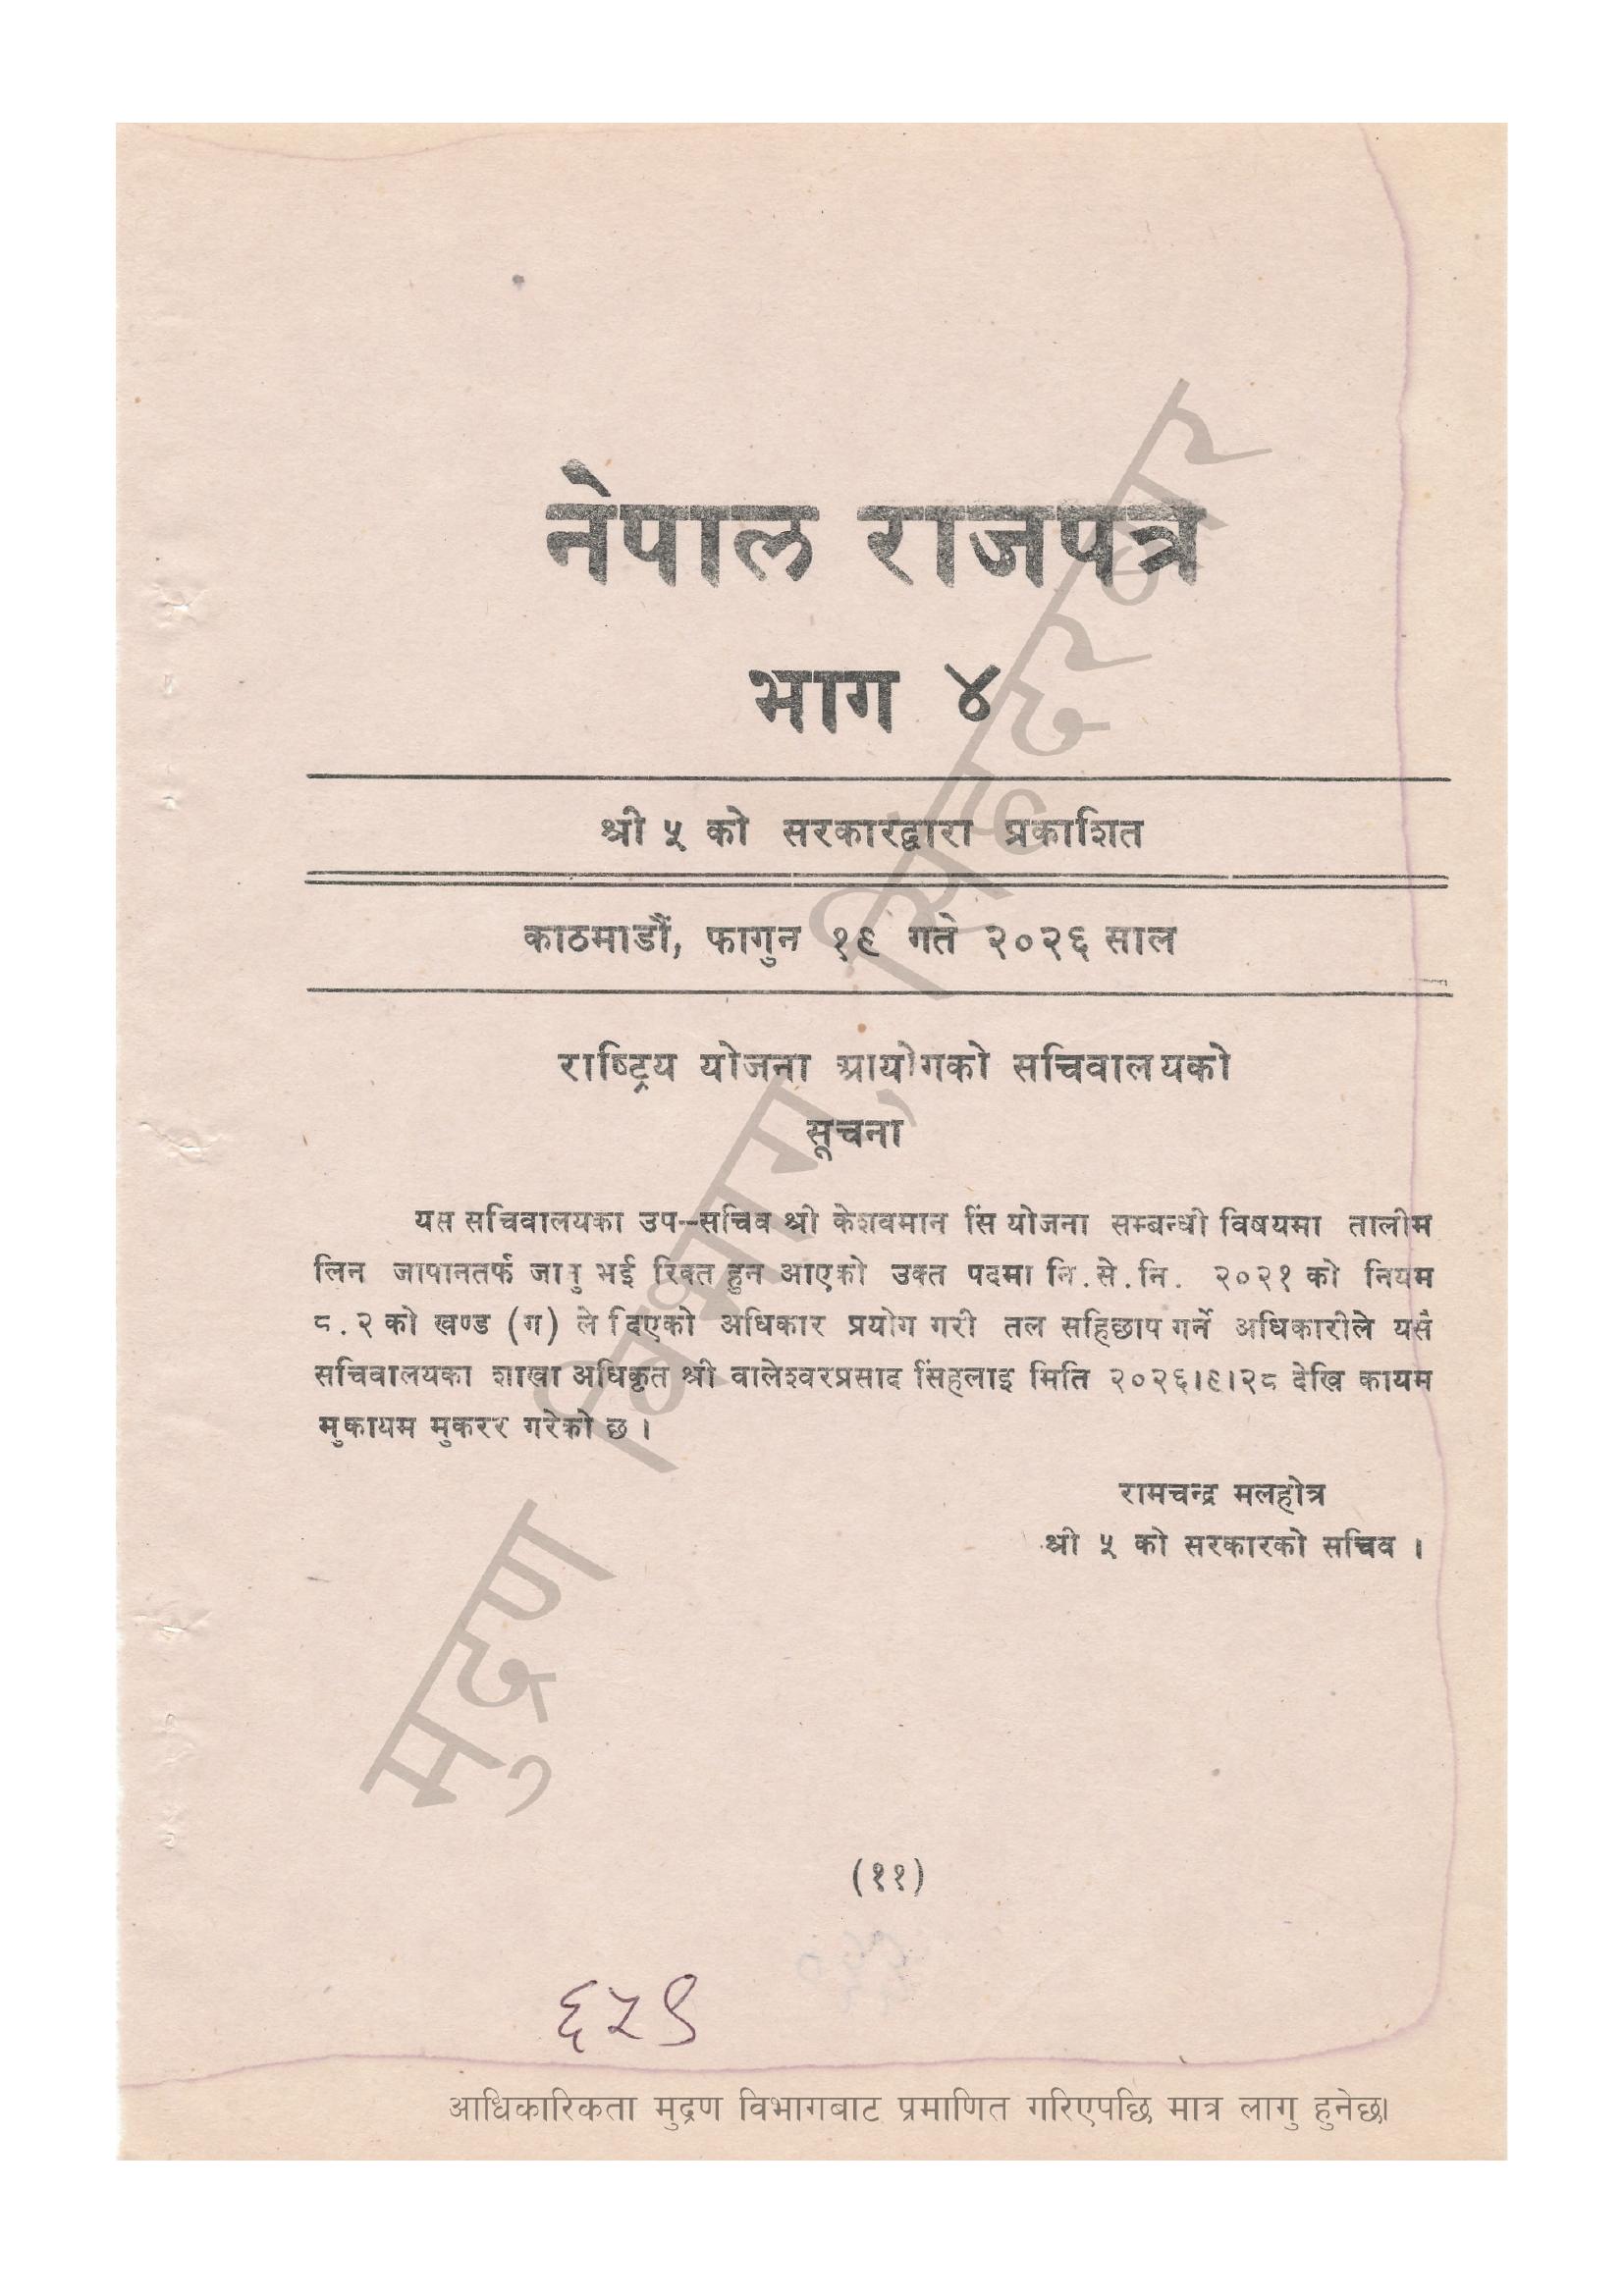 नेपाल राजपत्र
भाग ४
श्री ५ को सरकारद्वारा प्रकाशित
काठमाडौं, फागुन १९ गते २०२६ साल
राष्ट्रिय योजना आयोगको सचिवालयको
सूचना
यस सचिवालयका उप-सचिव श्री केशवमान सिं योजना सम्बन्धी विषयमा तालीम
लिन जापानतर्फ जानु भई रिक्त हुन आएको उक्त पदमा नि.से.नि. २०२१ को नियम
८.२ को खण्ड (ग) ले दिएको अधिकार प्रयोग गरी तल सहिछाप गर्ने अधिकारीले यसै
सचिवालयका शाखा अधिकृत श्री वालेश्वरप्रसाद सिंहलाइ मिति २०२६।९।२८ देखि कायम
मुकायम मुकरर गरेको छ ।
रामचन्द्र मलहोत्र
श्री ५ को सरकारको सचिव ।
(११)
६५९
मुद्रण विभाग, सिंहदरबार
आधिकारिकता मुद्रण विभागबाट प्रमाणित गरिएपछि मात्र लागु हुनेछ।